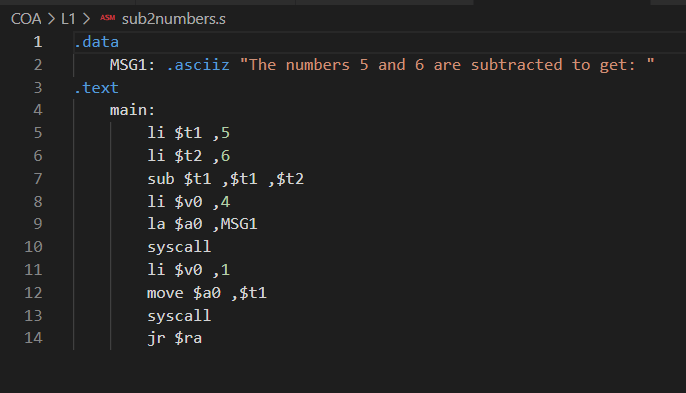 COA > L1 > ASM sub2numbers.s
1 .data
2 MSG1: .asciiz "The numbers 5 and 6 are subtracted to get: "
3 .text
4 main:
5 li $t1 ,5
6 li $t2 ,6
7 sub $t1 ,$t1 ,$t2
8 li $v0 ,4
9 la $a0 ,MSG1
10 syscall
11 li $v0 ,1
12 move $a0 ,$t1
13 syscall
14 jr $ra